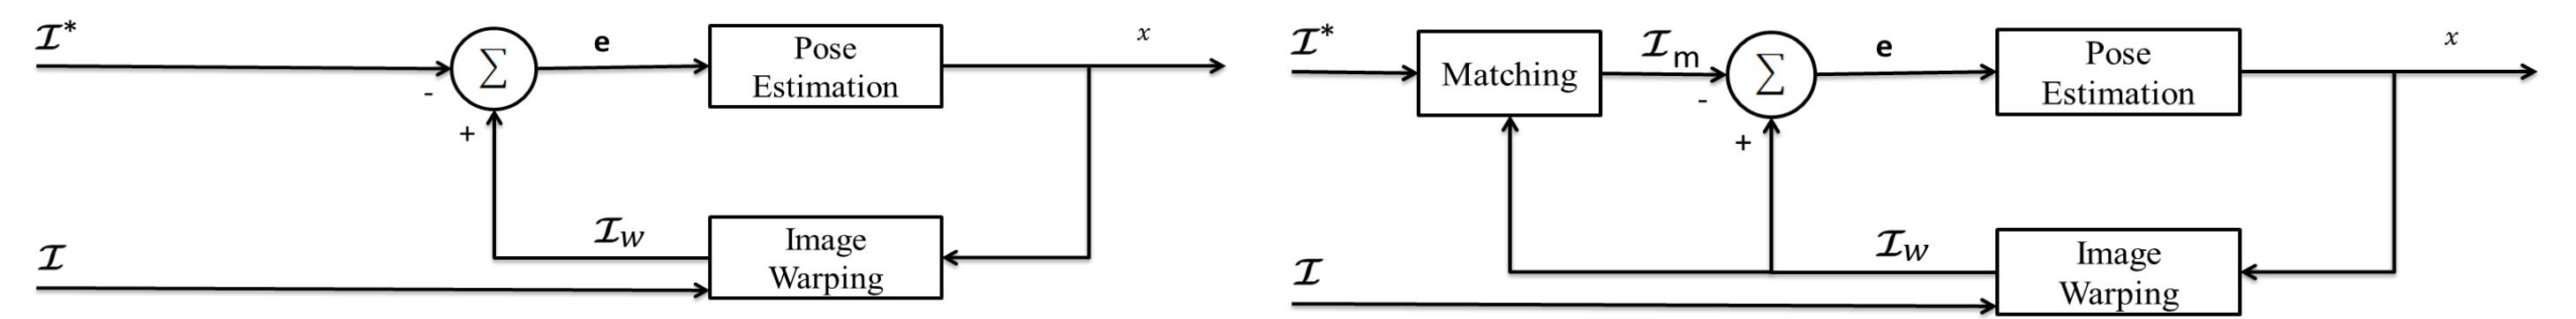 ℐ*
e
Pose
Estimation
x
∑
-
+
ℐw
Image
Warping
ℐ
ℐ*
Matching
ℐm
∑
-
+
e
Pose
Estimation
x
ℐw
Image
Warping
ℐ